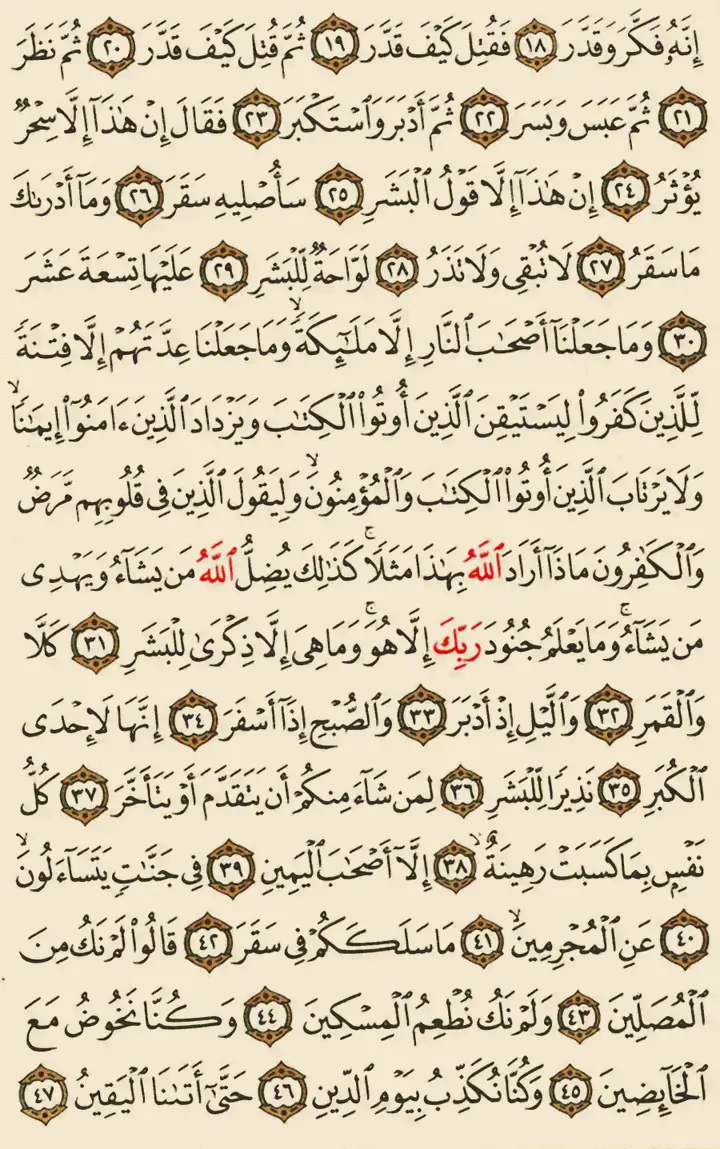 إِنَّهُۥ فَكَّرَ وَقَدَّرَ ١٨ فَقُتِلَ كَيْفَ قَدَّرَ ١٩ ثُمَّ قُتِلَ كَيْفَ قَدَّرَ ٢٠ ثُمَّ نَظَرَ
٢١ ثُمَّ عَبَسَ وَبَسَرَ ٢٢ ثُمَّ أَدْبَرَ وَٱسْتَكْبَرَ ٢٣ فَقَالَ إِنْ هَٰذَآ إِلَّا سِحْرٌ
يُؤْثَرُ ٢٤ إِنْ هَٰذَآ إِلَّا قَوْلُ ٱلْبَشَرِ ٢٥ سَأُصْلِيهِ سَقَرَ ٢٦ وَمَآ أَدْرَىٰكَ
مَا سَقَرُ ٢٧ لَا تُبْقِى وَلَا تَذَرُ ٢٨ لَوَّاحَةٌ لِّلْبَشَرِ ٢٩ عَلَيْهَا تِسْعَةَ عَشَرَ
٣٠ وَمَا جَعَلْنَآ أَصْحَٰبَ ٱلنَّارِ إِلَّا مَلَٰٓئِكَةًۙ وَمَا جَعَلْنَا عِدَّتَهُمْ إِلَّا فِتْنَةً
لِّلَّذِينَ كَفَرُوا۟ لِيَسْتَيْقِنَ ٱلَّذِينَ أُوتُوا۟ ٱلْكِتَٰبَ وَيَزْدَادَ ٱلَّذِينَ ءَامَنُوٓا۟ إِيمَٰنًاۙ
وَلَا يَرْتَابَ ٱلَّذِينَ أُوتُوا۟ ٱلْكِتَٰبَ وَٱلْمُؤْمِنُونَۙ وَلِيَقُولَ ٱلَّذِينَ فِى قُلُوبِهِم مَّرَضٌ
وَٱلْكَٰفِرُونَ مَاذَآ أَرَادَ ٱللَّهُ بِهَٰذَا مَثَلًاۚ كَذَٰلِكَ يُضِلُّ ٱللَّهُ مَن يَشَآءُ وَيَهْدِى
مَن يَشَآءُۚ وَمَا يَعْلَمُ جُنُودَ رَبِّكَ إِلَّا هُوَۚ وَمَا هِىَ إِلَّا ذِكْرَىٰ لِلْبَشَرِ ٣١ كَلَّا
وَٱلْقَمَرِ ٣٢ وَٱلَّيْلِ إِذْ أَدْبَرَ ٣٣ وَٱلصُّبْحِ إِذَآ أَسْفَرَ ٣٤ إِنَّهَا لَإِحْدَى
ٱلْكُبَرِ ٣٥ نَذِيرًا لِّلْبَشَرِ ٣٦ لِمَن شَآءَ مِنكُمْ أَن يَتَقَدَّمَ أَوْ يَتَأَخَّرَ ٣٧ كُلُّ
نَفْسٍۭ بِمَا كَسَبَتْ رَهِينَةٌۙ ٣٨ إِلَّآ أَصْحَٰبَ ٱلْيَمِينِ ٣٩ فِى جَنَّٰتٍ يَتَسَآءَلُونَۙ
٤٠ عَنِ ٱلْمُجْرِمِينَۙ ٤١ مَا سَلَكَكُمْ فِى سَقَرَ ٤٢ قَالُوا۟ لَمْ نَكُ مِنَ
ٱلْمُصَلِّينَ ٤٣ وَلَمْ نَكُ نُطْعِمُ ٱلْمِسْكِينَ ٤٤ وَكُنَّا نَخُوضُ مَعَ
ٱلْخَآئِضِينَ ٤٥ وَكُنَّا نُكَذِّبُ بِيَوْمِ ٱلدِّينِ ٤٦ حَتَّىٰٓ أَتَىٰنَا ٱلْيَقِينُ ٤٧